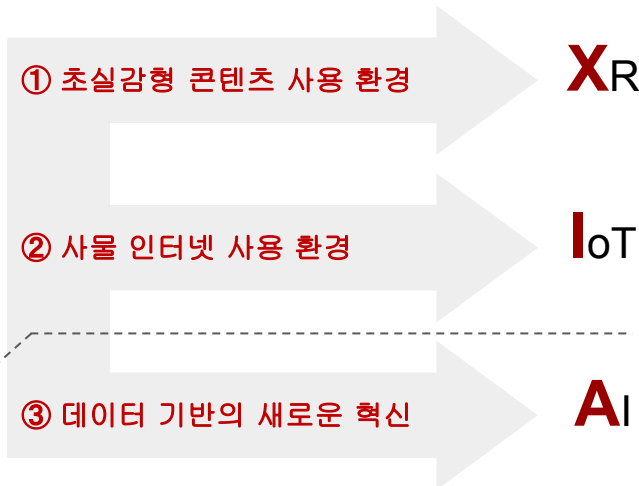 ① 초실감형 콘텐츠 사용 환경 XR
② 사물 인터넷 사용 환경 IoT
③ 데이터 기반의 새로운 혁신 AI